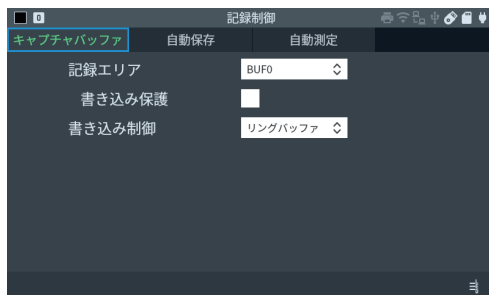 0 記録制御
キャプチャバッファ 自動保存 自動測定
記録エリア BUF0
書き込み保護
書き込み制御 リングバッファ